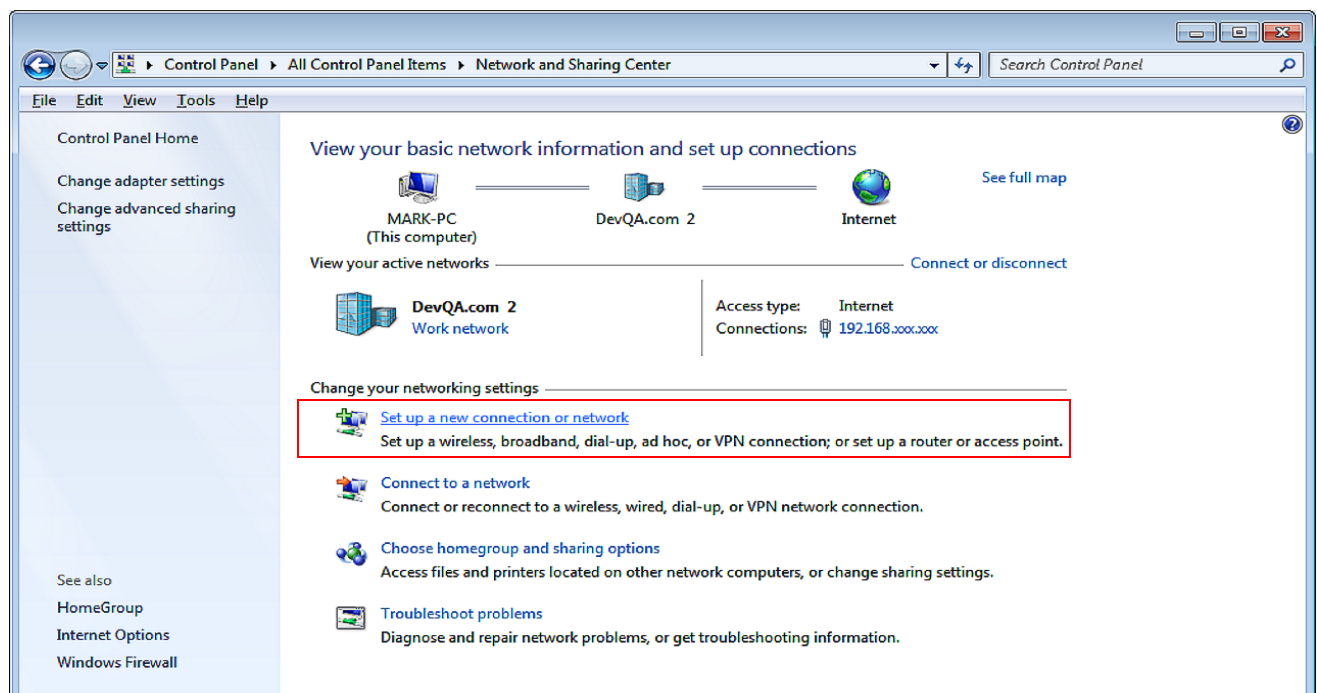 Control Panel ▸ All Control Panel Items ▸ Network and Sharing Center
Search Control Panel
File Edit View Tools Help
Control Panel Home
Change adapter settings
Change advanced sharing
settings
See also
HomeGroup
Internet Options
Windows Firewall
View your basic network information and set up connections
See full map
MARK-PC
(This computer)
DevQA.com 2
Internet
View your active networks
Connect or disconnect
DevQA.com 2
Work network
Access type: Internet
Connections: 192.168.xxx.xxx
Change your networking settings
Set up a new connection or network
Set up a wireless, broadband, dial-up, ad hoc, or VPN connection; or set up a router or access point.
Connect to a network
Connect or reconnect to a wireless, wired, dial-up, or VPN network connection.
Choose homegroup and sharing options
Access files and printers located on other network computers, or change sharing settings.
Troubleshoot problems
Diagnose and repair network problems, or get troubleshooting information.